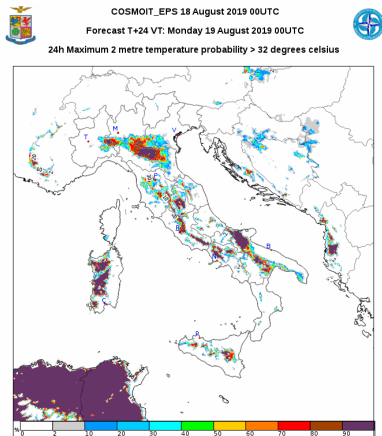 COSMOIT_EPS 18 August 2019 00UTC
Forecast T+24 VT: Monday 19 August 2019 00UTC
24h Maximum 2 metre temperature probability > 32 degrees celsius
M
T
V
F
R
B
N
C
P
% 0 2 10 20 30 40 50 60 70 80 90